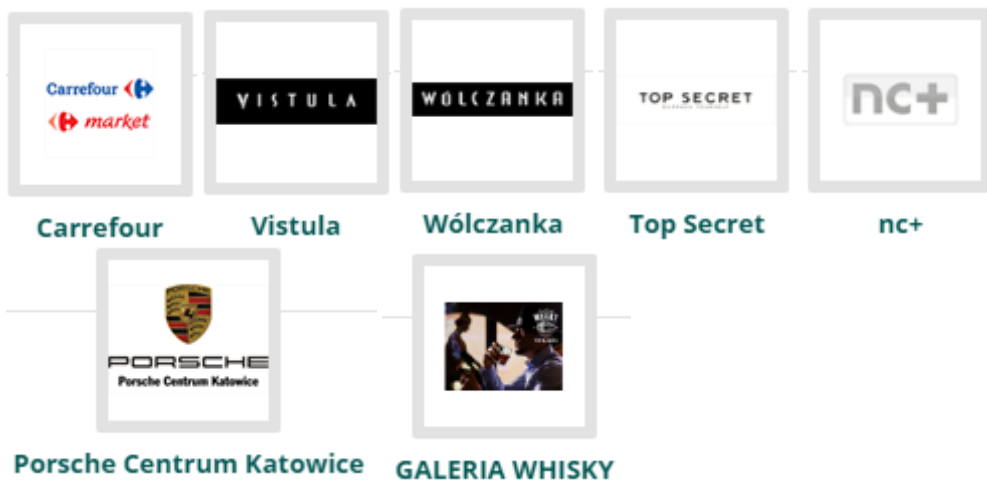 Carrefour
market
VISTULA
WÓLCZANKA
TOP SECRET
nc+
Carrefour
Vistula
Wólczanka
Top Secret
nc+
PORSCHE
PORSCHE
Porsche Centrum Katowice
Porsche Centrum Katowice
GALERIA WHISKY